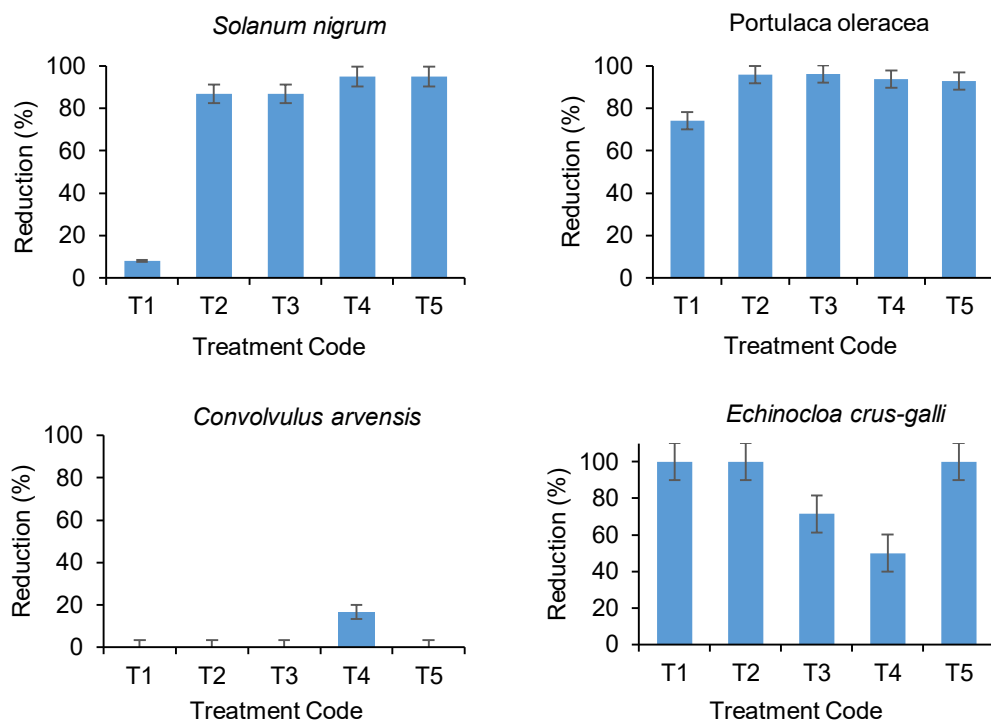 Solanum nigrum
Reduction (%)
100
80
60
40
20
0
T1 T2 T3 T4 T5
Treatment Code
Portulaca oleracea
Reduction (%)
100
80
60
40
20
0
T1 T2 T3 T4 T5
Treatment Code
Convolvulus arvensis
Reduction (%)
100
80
60
40
20
0
T1 T2 T3 T4 T5
Treatment Code
Echinocloa crus-galli
Reduction (%)
100
80
60
40
20
0
T1 T2 T3 T4 T5
Treatment Code